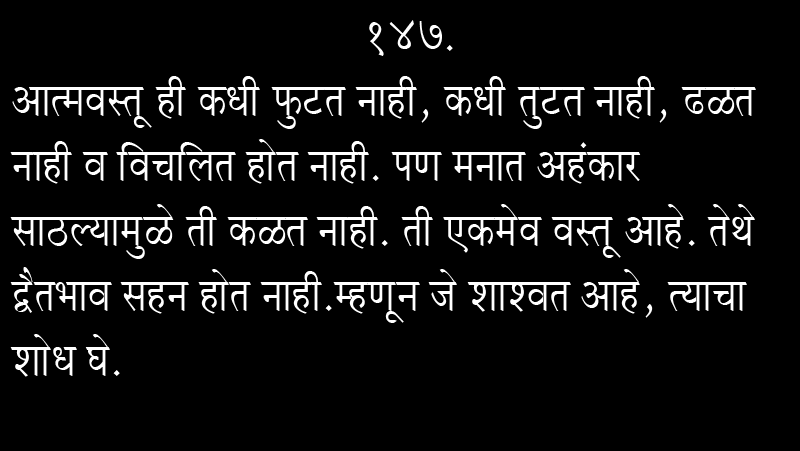 १४७.
आत्मवस्तू ही कधी फुटत नाही, कधी तुटत नाही, ढळत
नाही व विचलित होत नाही. पण मनात अहंकार
साठल्यामुळे ती कळत नाही. ती एकमेव वस्तू आहे. तेथे
द्वैतभाव सहन होत नाही.म्हणून जे शाश्वत आहे, त्याचा
शोध घे.